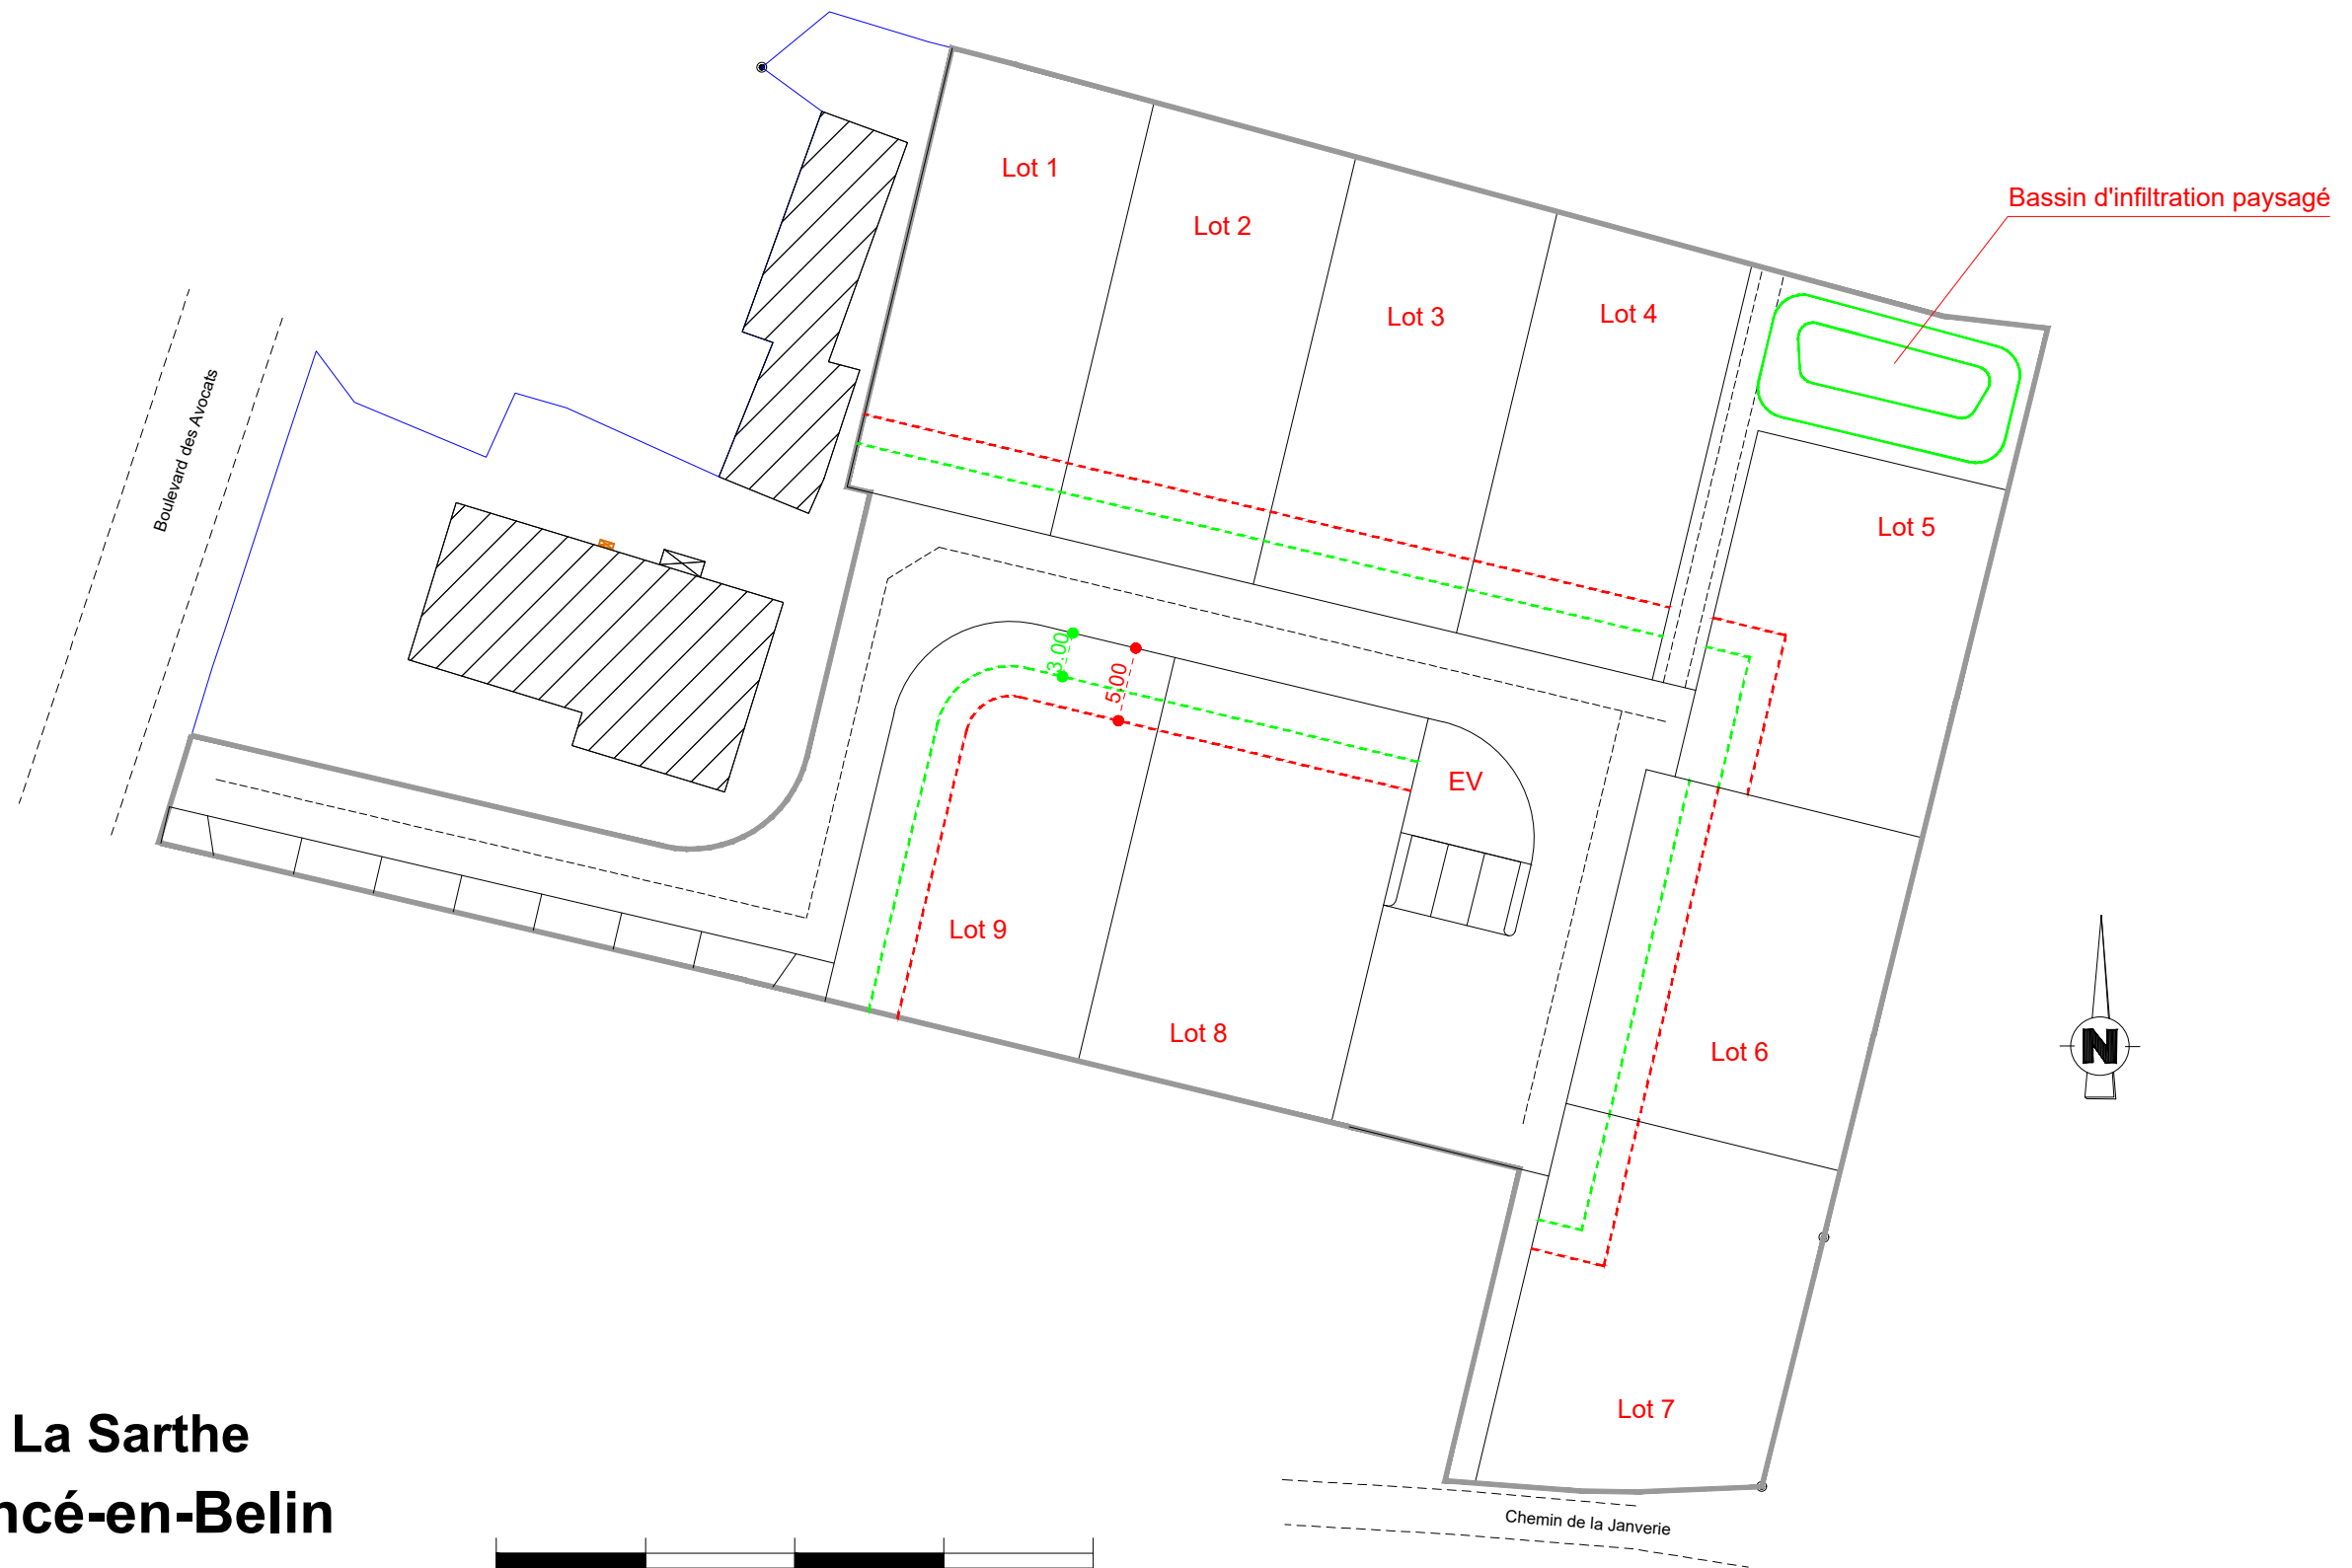 Lot 1
Lot 2
Bassin d'infiltration paysagé
Lot 3
Lot 4
Boulevard des Avocats
Lot 5
3.00
5.00
EV
Lot 9
Lot 8
Lot 6
N
Lot 7
La Sarthe
ncé-en-Belin
Chemin de la Janverie